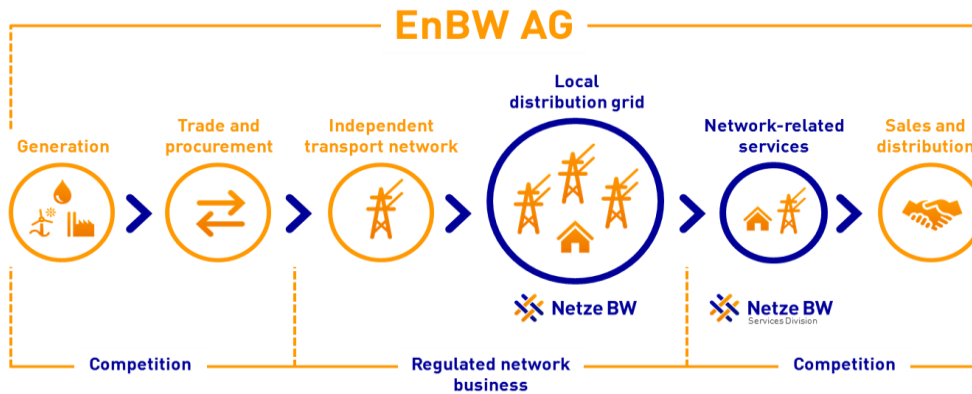 EnBW AG
Generation
Trade and
procurement
Independent
transport network
Local
distribution grid
Network-related
services
Sales and
distribution
Netze BW
Netze BW
Services Division
Competition
Regulated network
business
Competition